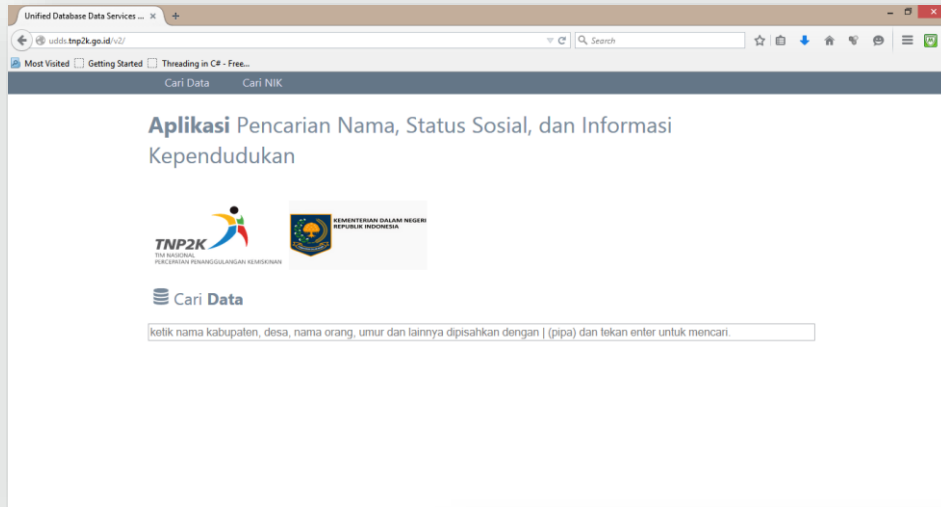 Unified Database Data Services ...
udds.tnp2k.go.id/v2/
Search
Most Visited Getting Started Threading in C# - Free...
Cari Data Cari NIK
Aplikasi Pencarian Nama, Status Sosial, dan Informasi
Kependudukan
TNP2K
TIM NASIONAL
PERCEPATAN PENANGGULANGAN KEMISKINAN
KEMENTERIAN DALAM NEGERI
REPUBLIK INDONESIA
Cari Data
ketik nama kabupaten, desa, nama orang, umur dan lainnya dipisahkan dengan | (pipa) dan tekan enter untuk mencari.